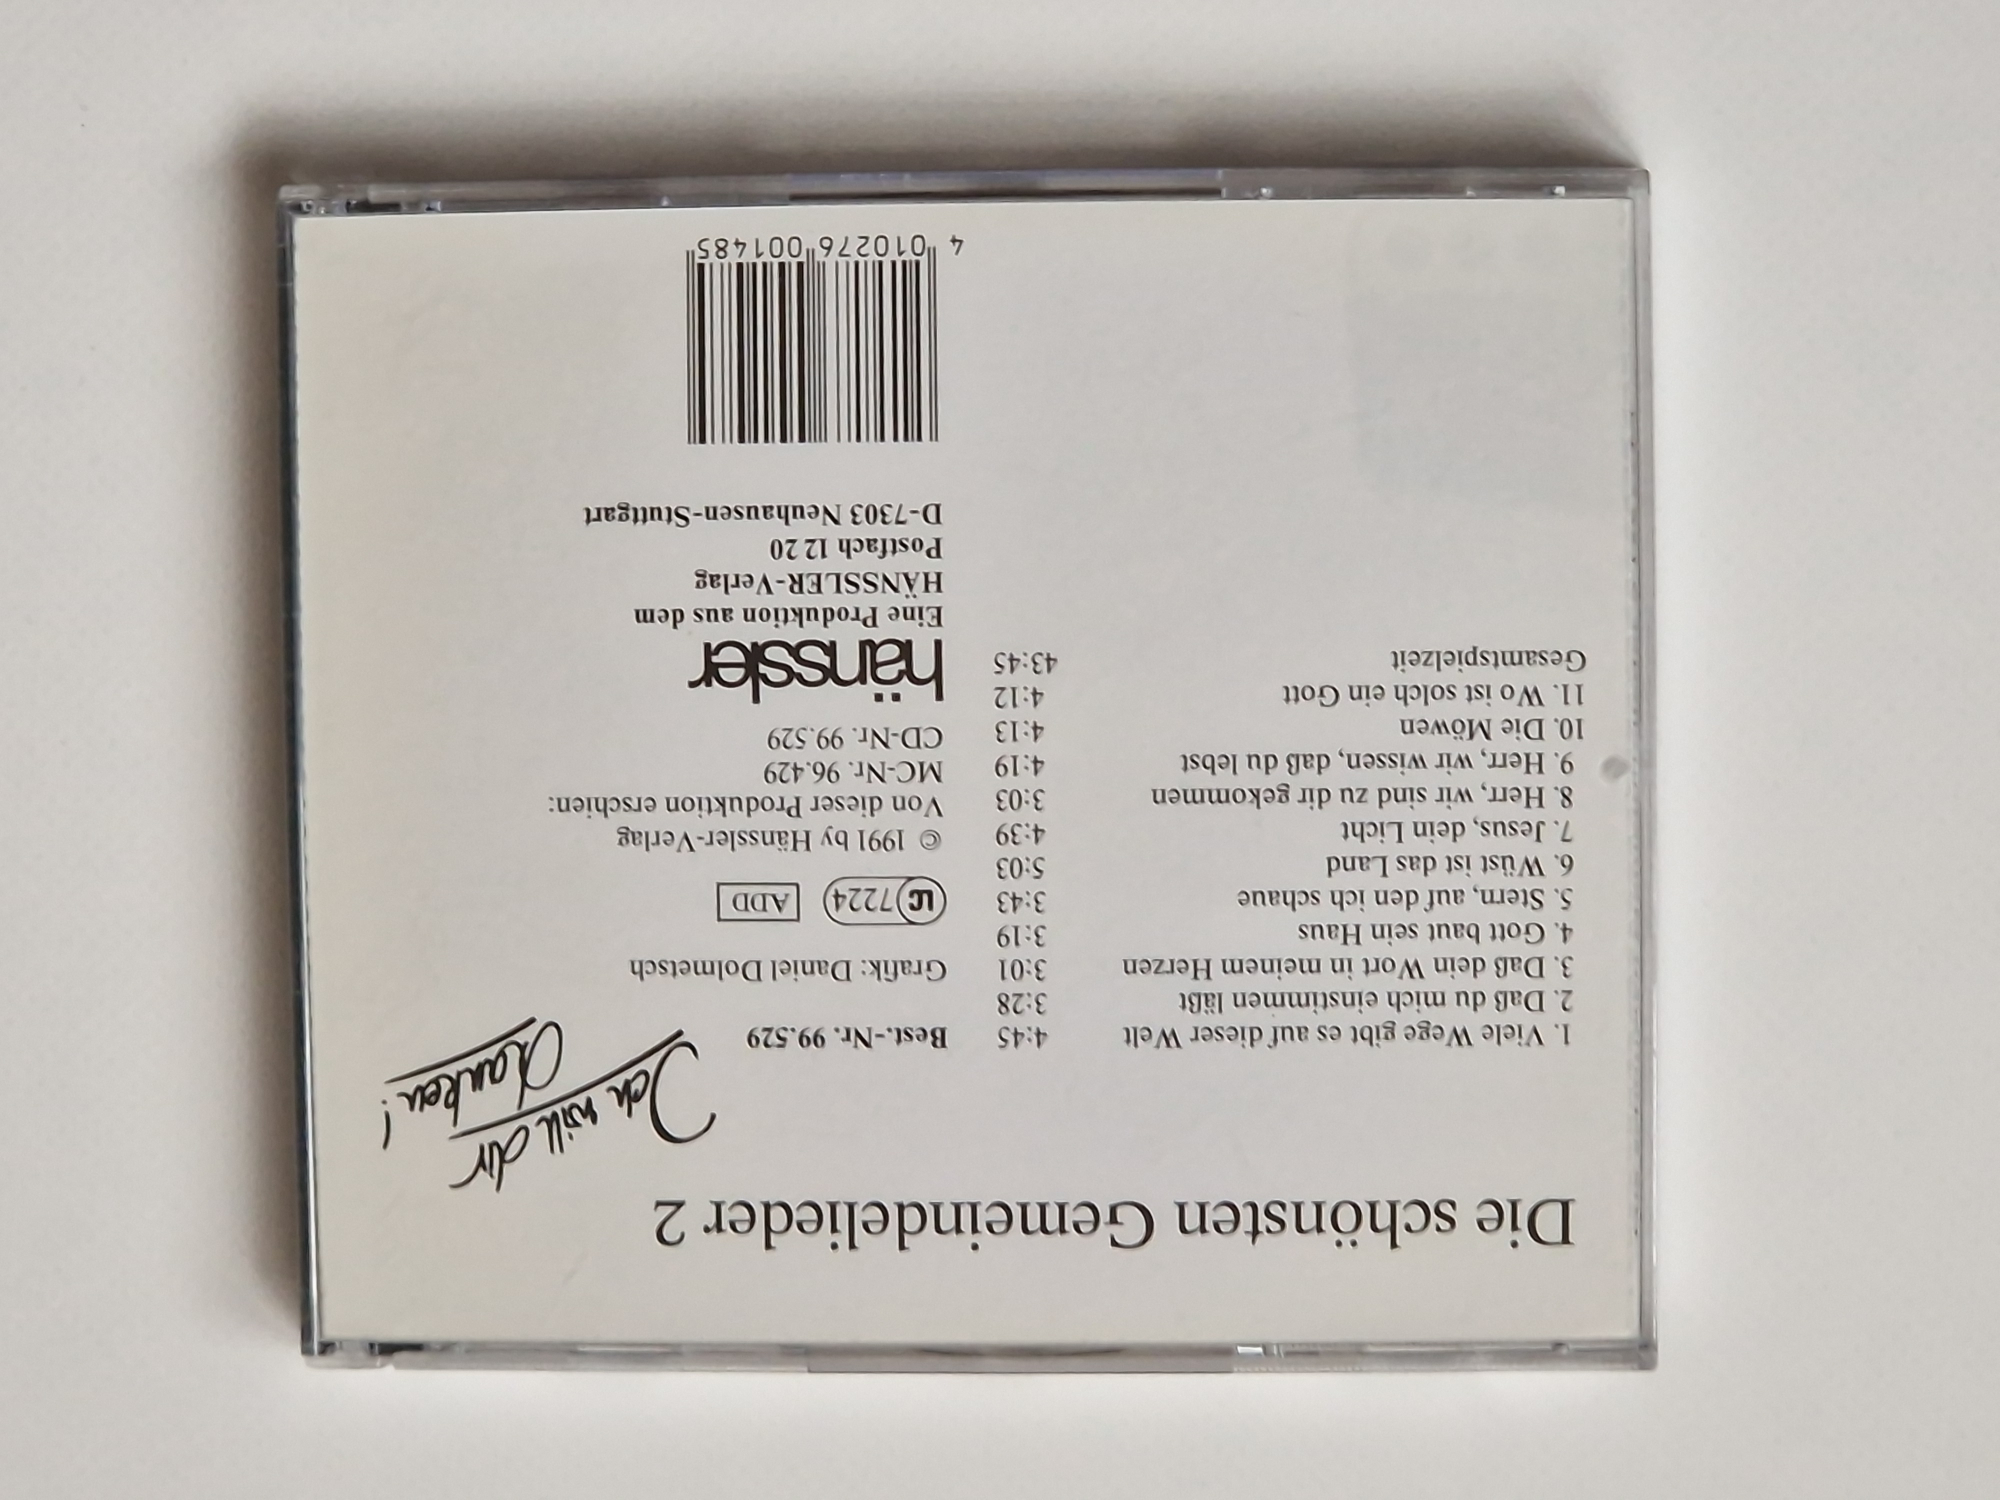 Die schönsten Gemeindelieder 2
Ich will dir
danken!
1. Viele Wege gibt es auf dieser Welt 4:45
2. Daß du mich einstimmen läßt 3:28
3. Daß dein Wort in meinem Herzen 3:01
4. Gott baut sein Haus 3:19
5. Stern, auf den ich schaue 3:43
6. Wüst ist das Land 5:03
7. Jesus, dein Licht 4:39
8. Herr, wir sind zu dir gekommen 3:03
9. Herr, wir wissen, daß du lebst 4:19
10. Die Möwen 4:13
11. Wo ist solch ein Gott 4:12
Gesamtspielzeit 43:45
Best.-Nr. 99.529
Grafik: Daniel Dolmetsch
LC 7224 ADD
© 1991 by Hänssler-Verlag
Von dieser Produktion erschien:
MC-Nr. 96.429
CD-Nr. 99.529
hänssler
Eine Produktion aus dem
HÄNSSLER-Verlag
Postfach 12 20
D-7303 Neuhausen-Stuttgart
4 010276 001485